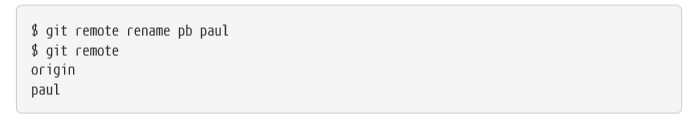 $ git remote rename pb paul
$ git remote
origin
paul